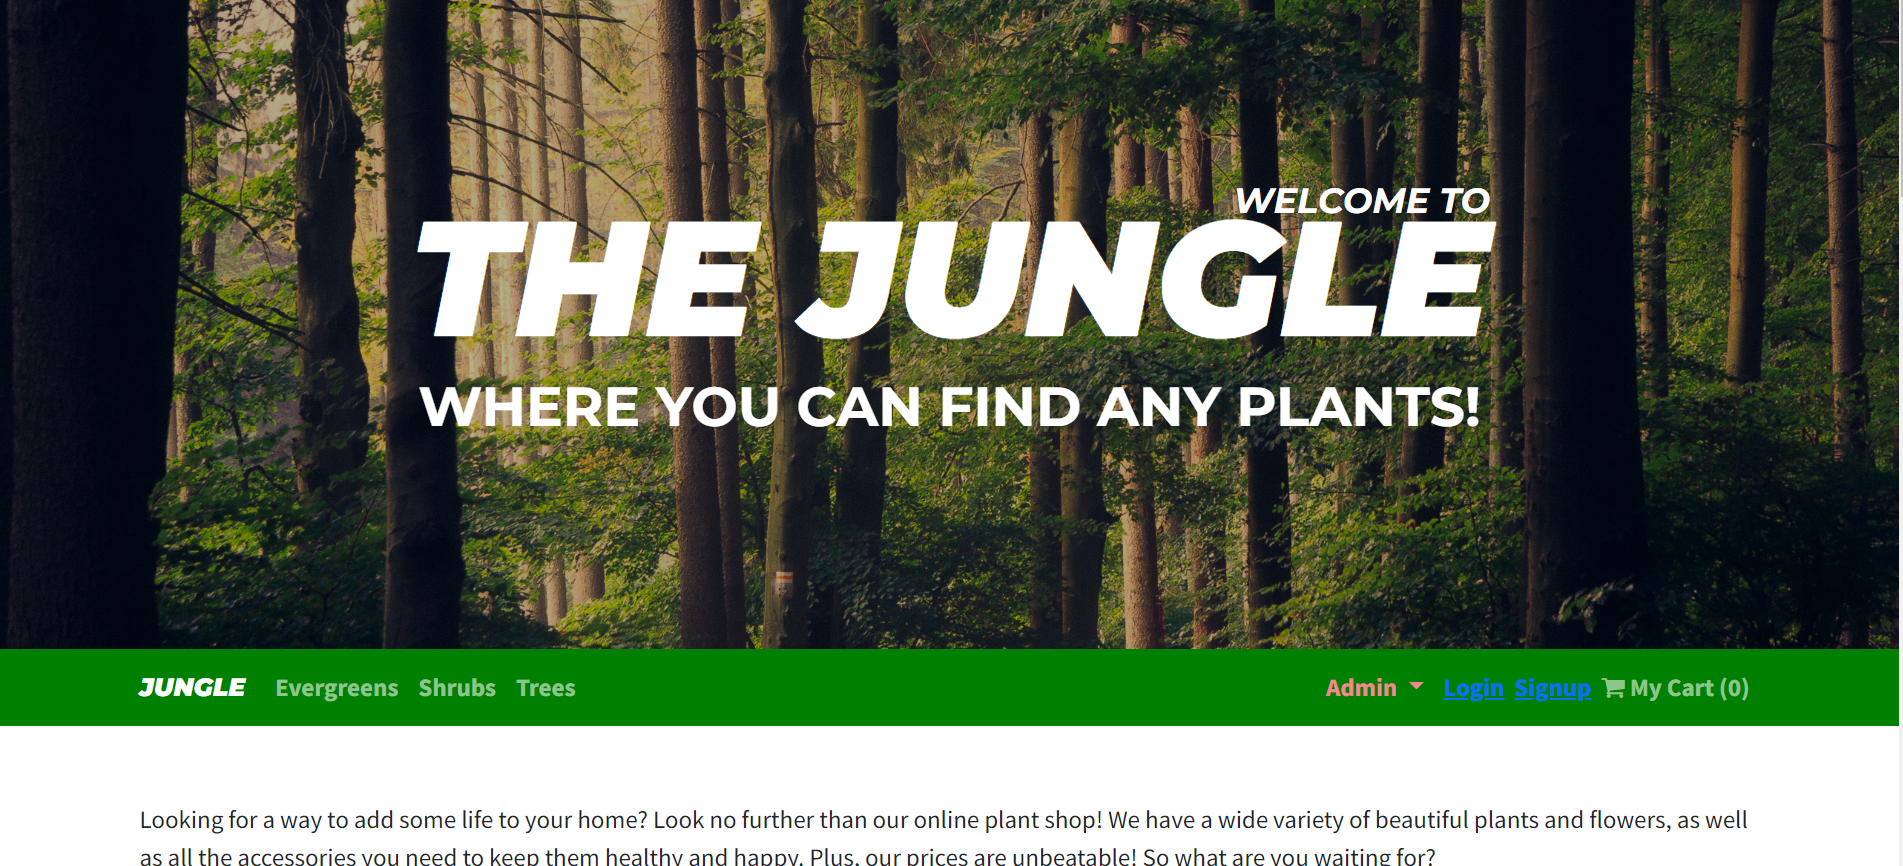 WELCOME TO
THE JUNGLE
WHERE YOU CAN FIND ANY PLANTS!
JUNGLE Evergreens Shrubs Trees Admin Login Signup My Cart (0)
Looking for a way to add some life to your home? Look no further than our online plant shop! We have a wide variety of beautiful plants and flowers, as well
as all the accessories you need to keep them healthy and happy. Plus, our prices are unbeatable! So what are you waiting for?